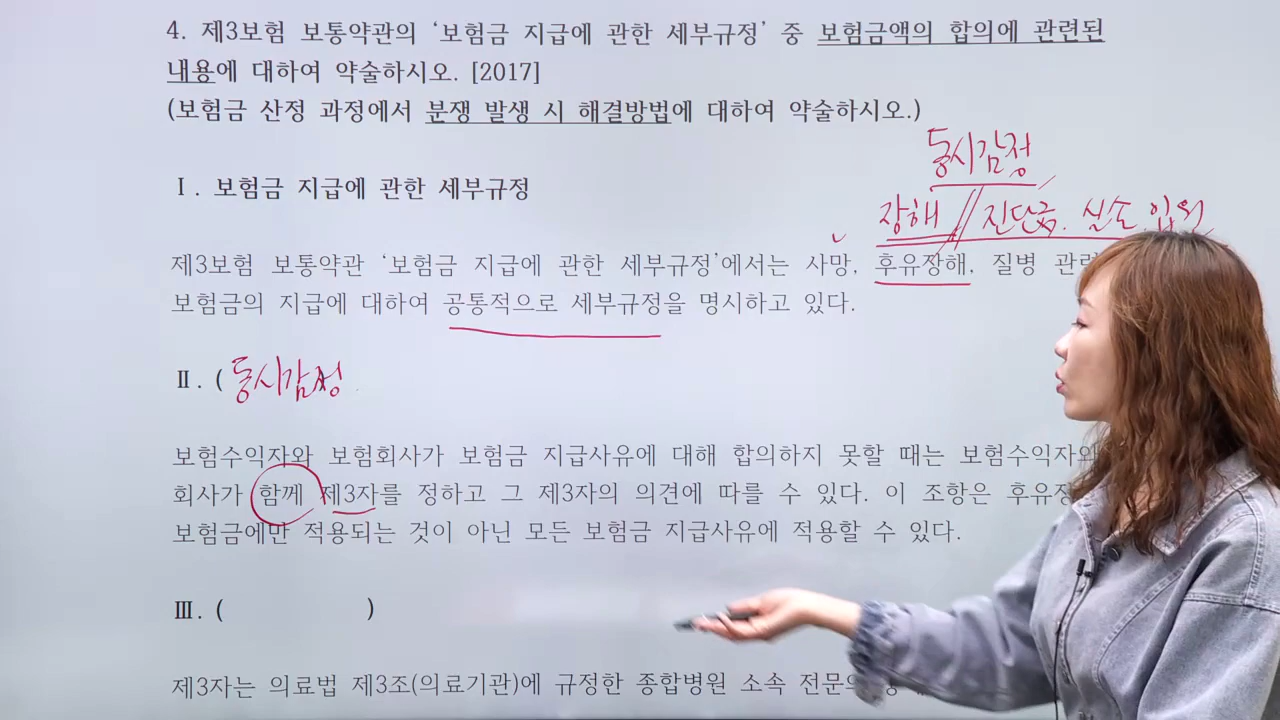 4. 제3보험 보통약관의 ‘보험금 지급에 관한 세부규정’ 중 보험금액의 합의에 관련된
내용에 대하여 약술하시오. [2017]
(보험금 산정 과정에서 분쟁 발생 시 해결방법에 대하여 약술하시오.)
동시감정
Ⅰ. 보험금 지급에 관한 세부규정
장해 // 진단금. 실손. 입원
제3보험 보통약관 ‘보험금 지급에 관한 세부규정’에서는 사망, 후유장해, 질병 관련
보험금의 지급에 대하여 공통적으로 세부규정을 명시하고 있다.
Ⅱ. ( 동시감정
보험수익자와 보험회사가 보험금 지급사유에 대해 합의하지 못할 때는 보험수익자와
회사가 함께 제3자를 정하고 그 제3자의 의견에 따를 수 있다. 이 조항은
보험금에만 적용되는 것이 아닌 모든 보험금 지급사유에 적용할 수 있다.
Ⅲ. ( )
제3자는 의료법 제3조(의료기관)에 규정한 종합병원 소속